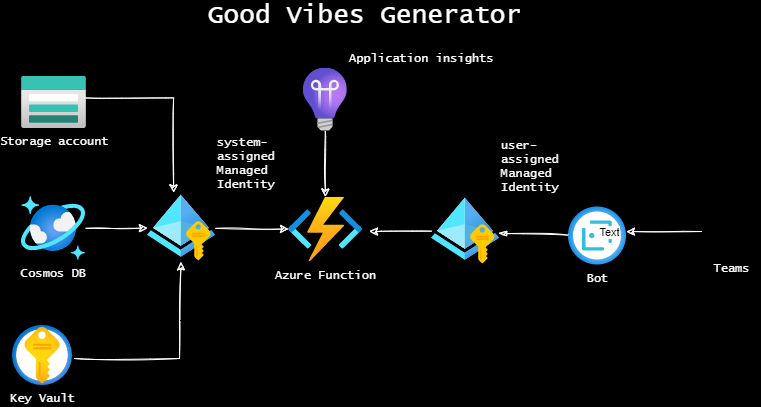 Good Vibes Generator
Application insights
Storage account
system-
assigned
Managed
Identity
user-
assigned
Managed
Identity
Text
Cosmos DB
Azure Function
Bot
Teams
Key Vault